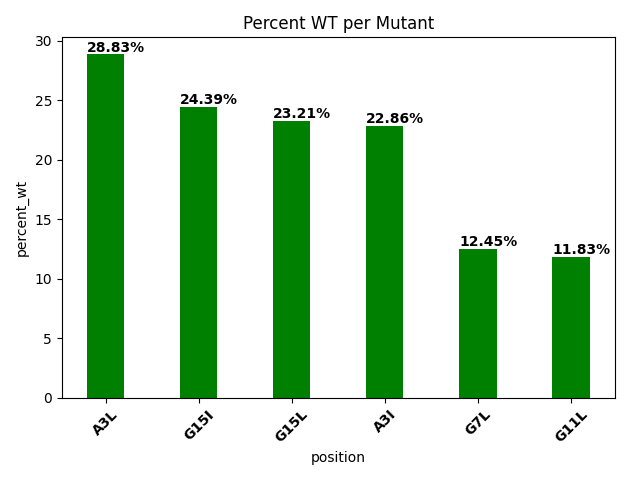 Percent WT per Mutant
percent_wt
30
25
20
15
10
5
0
28.83%
24.39%
23.21%
22.86%
12.45%
11.83%
A3L
G15I
G15L
A3I
G7L
G11L
position